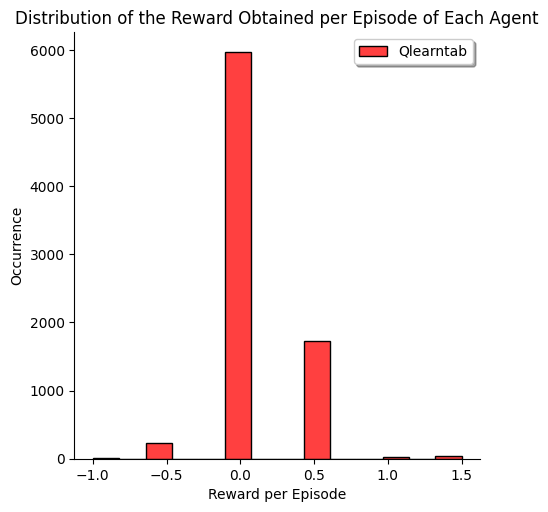 Distribution of the Reward Obtained per Episode of Each Agent
Qlearntab
6000
5000
4000
3000
2000
1000
0
Occurrence
−1.0 −0.5 0.0 0.5 1.0 1.5
Reward per Episode